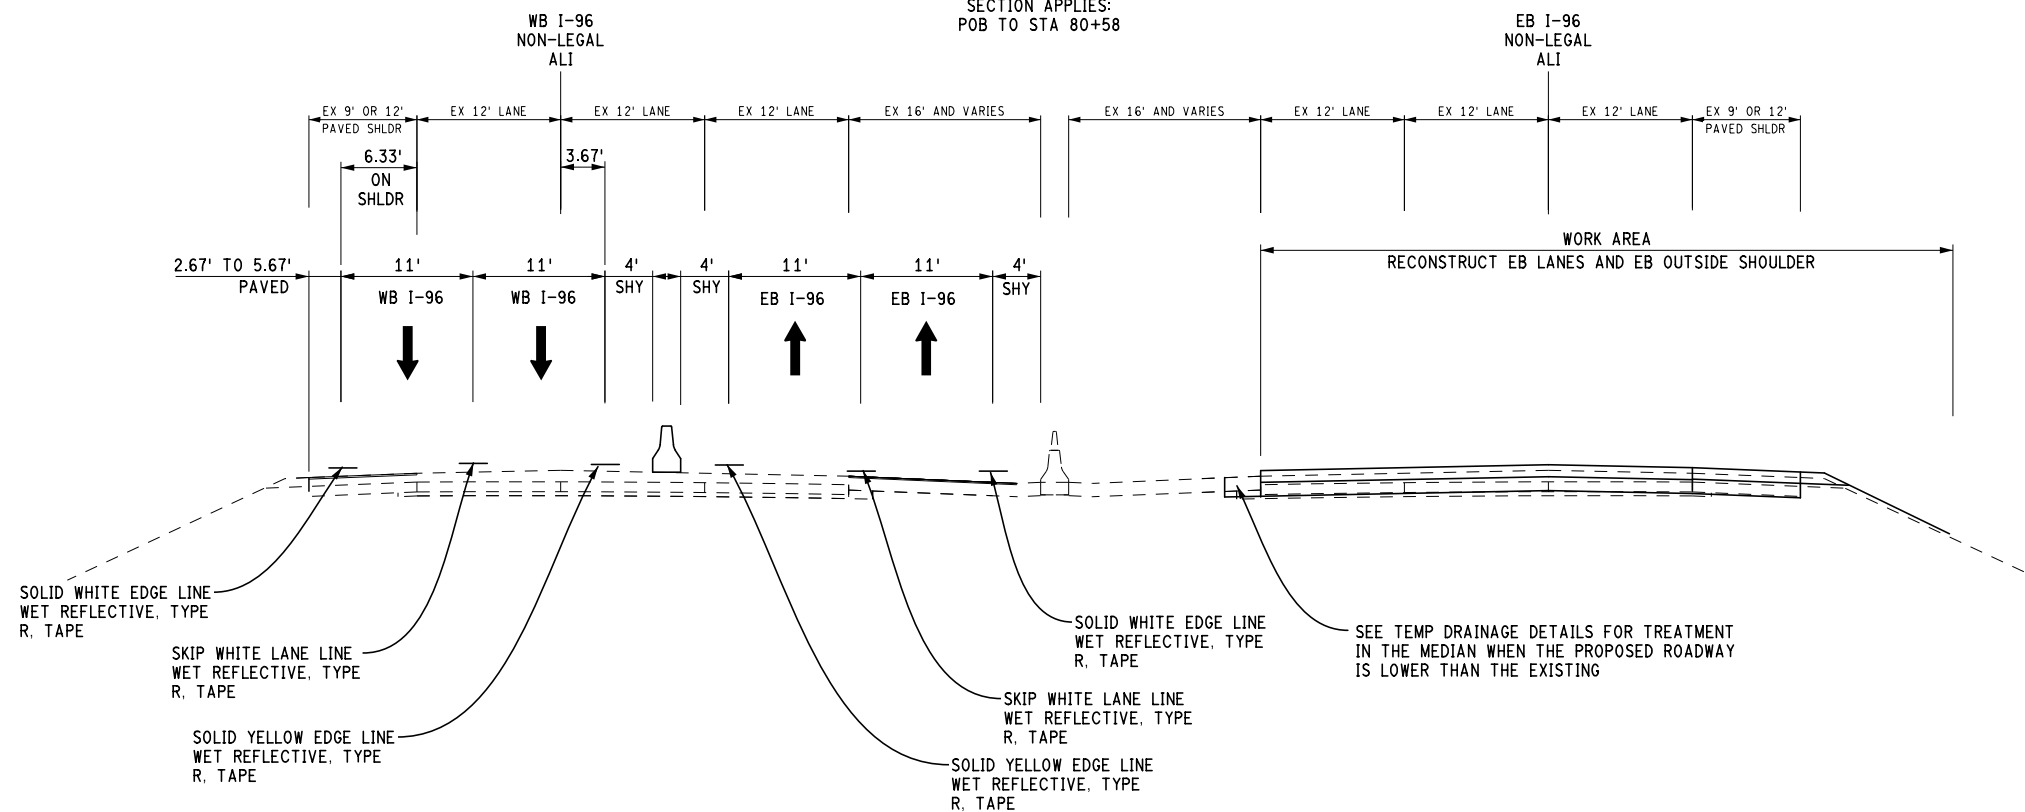 SECTION APPLIES:
POB TO STA 80+58
WB I-96
NON-LEGAL
ALI
EB I-96
NON-LEGAL
ALI
EX 9' OR 12'
PAVED SHLDR
EX 12' LANE
EX 12' LANE
EX 12' LANE
EX 16' AND VARIES
EX 16' AND VARIES
EX 12' LANE
EX 12' LANE
EX 12' LANE
EX 9' OR 12'
PAVED SHLDR
6.33'
ON
SHLDR
3.67'
WORK AREA
RECONSTRUCT EB LANES AND EB OUTSIDE SHOULDER
2.67' TO 5.67'
PAVED
11'
WB I-96
11'
WB I-96
4'
SHY
4'
SHY
11'
EB I-96
11'
EB I-96
4'
SHY
SOLID WHITE EDGE LINE
WET REFLECTIVE, TYPE
R, TAPE
SKIP WHITE LANE LINE
WET REFLECTIVE, TYPE
R, TAPE
SOLID YELLOW EDGE LINE
WET REFLECTIVE, TYPE
R, TAPE
SOLID WHITE EDGE LINE
WET REFLECTIVE, TYPE
R, TAPE
SKIP WHITE LANE LINE
WET REFLECTIVE, TYPE
R, TAPE
SOLID YELLOW EDGE LINE
WET REFLECTIVE, TYPE
R, TAPE
SEE TEMP DRAINAGE DETAILS FOR TREATMENT
IN THE MEDIAN WHEN THE PROPOSED ROADWAY
IS LOWER THAN THE EXISTING